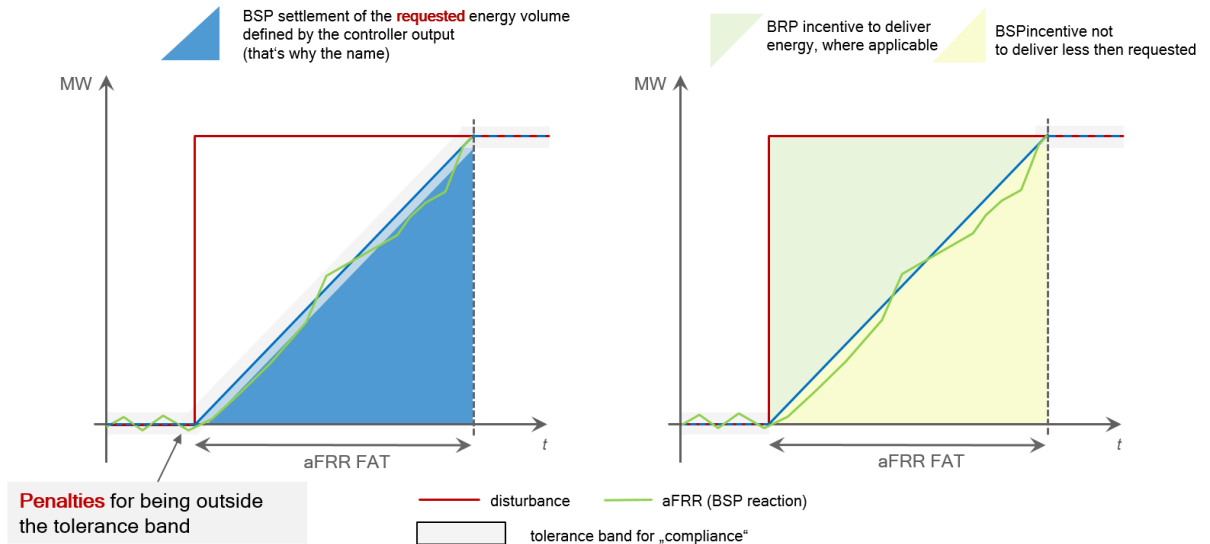 BSP settlement of the requested energy volume
defined by the controller output
(that's why the name)
BRP incentive to deliver
energy, where applicable
BSPincentive not
to deliver less then requested
MW
MW
t
t
aFRR FAT
aFRR FAT
Penalties for being outside
the tolerance band
disturbance
aFRR (BSP reaction)
tolerance band for „compliance“